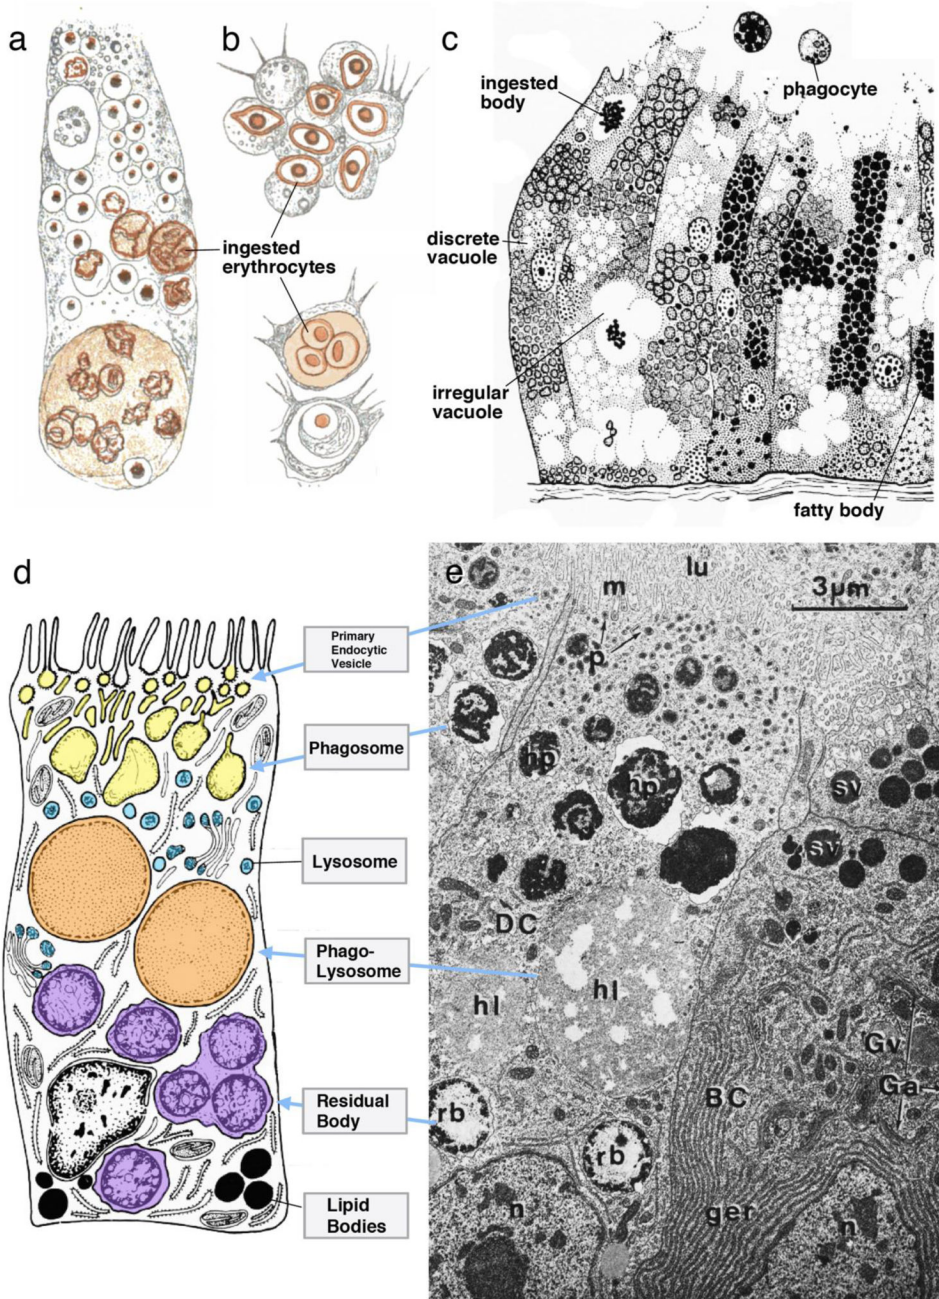 a
b
c
ingested
body
phagocyte
ingested
erythrocytes
discrete
vacuole
irregular
vacuole
fatty body
d
e
lu
m
3µm
Primary
Endocytic
Vesicle
p
Phagosome
hp
hp
sv
sv
Lysosome
DC
Phago-
Lysosome
hl
hl
Gv
Ga
BC
Residual
Body
rb
rb
n
ger
n
Lipid
Bodies